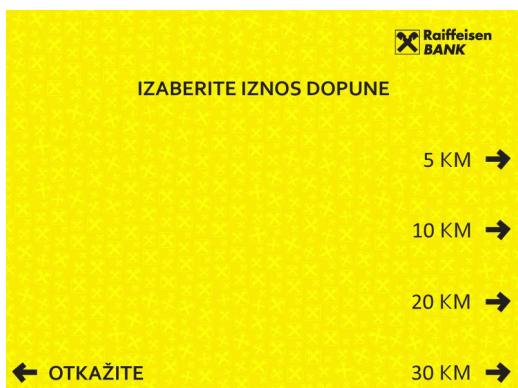 Raiffeisen
BANK
IZABERITE IZNOS DOPUNE
5 KM
10 KM
20 KM
OTKAŽITE
30 KM